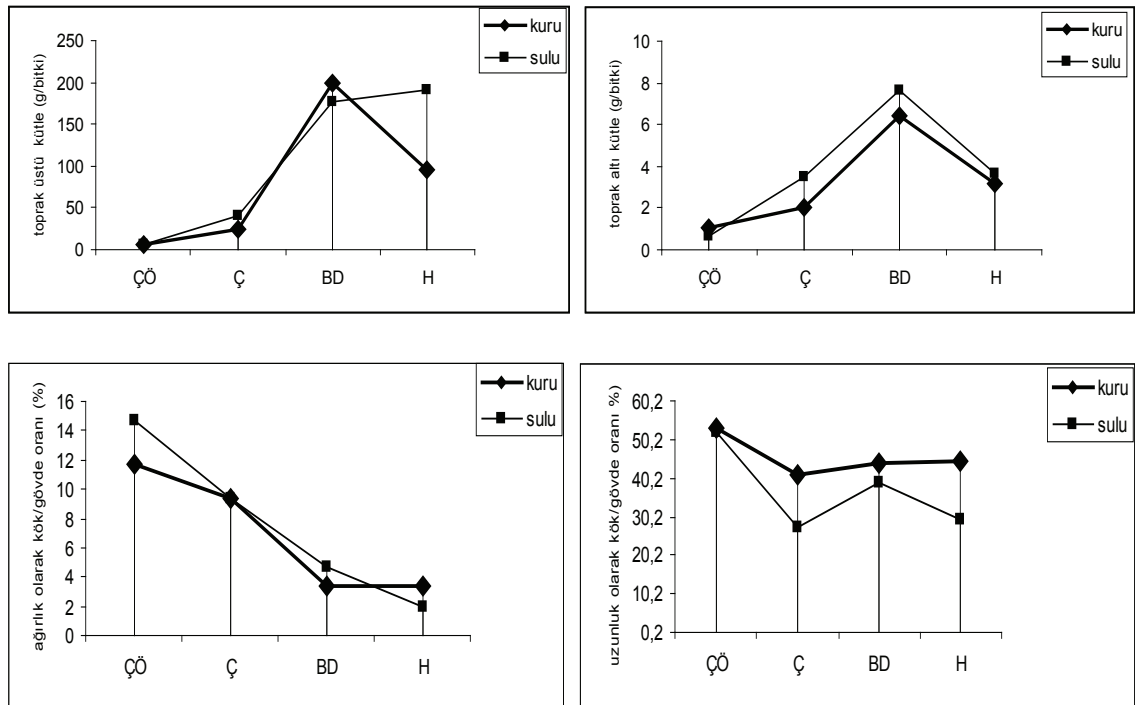 toprak üstü kütle (g/bitki)
250
200
150
100
50
0
ÇÖ Ç BD H
kuru
sulu
toprak altı kütle (g/bitki)
10
8
6
4
2
0
ÇÖ Ç BD H
kuru
sulu
ağırlık olarak kök/gövde oranı (%)
16
14
12
10
8
6
4
2
0
ÇÖ Ç BD H
kuru
sulu
uzunluk olarak kök/gövde oranı %)
60,2
50,2
40,2
30,2
20,2
10,2
0,2
ÇÖ Ç BD H
kuru
sulu